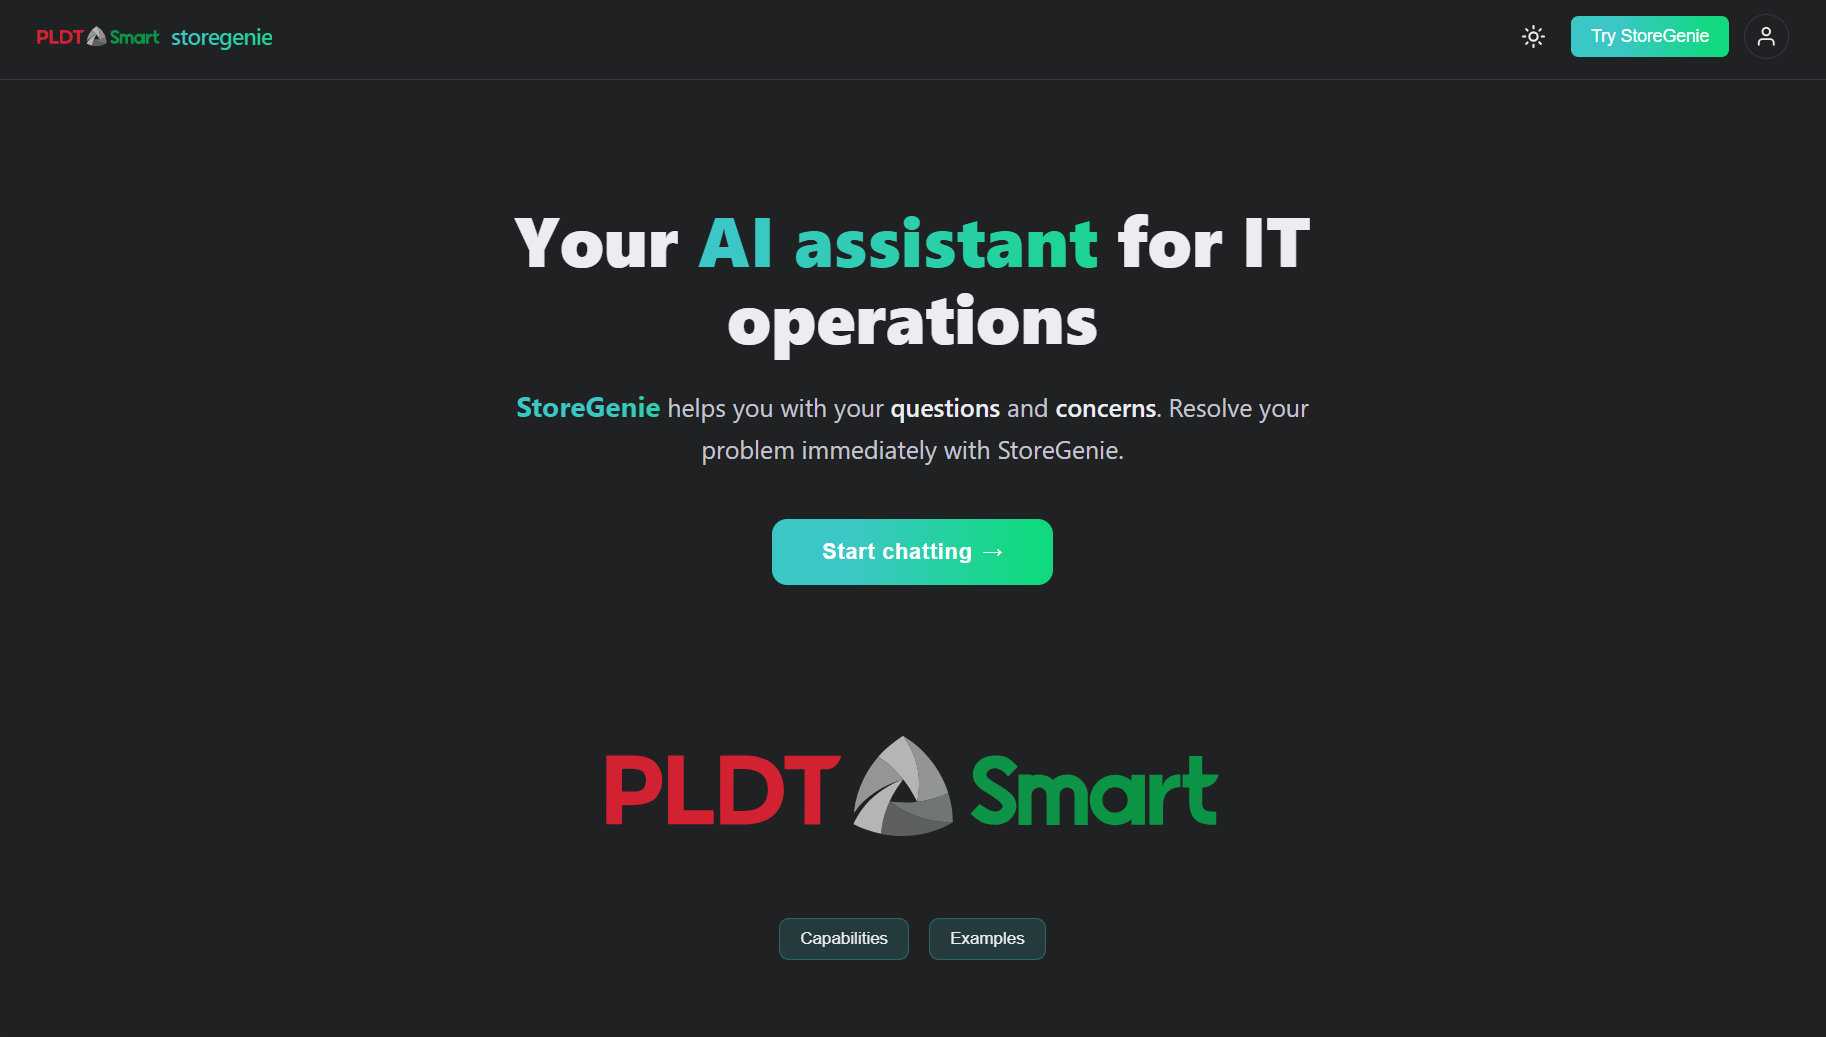 PLDT Smart storegenie
Try StoreGenie
Your AI assistant for IT
operations
StoreGenie helps you with your questions and concerns. Resolve your
problem immediately with StoreGenie.
Start chatting →
PLDT Smart
Capabilities
Examples